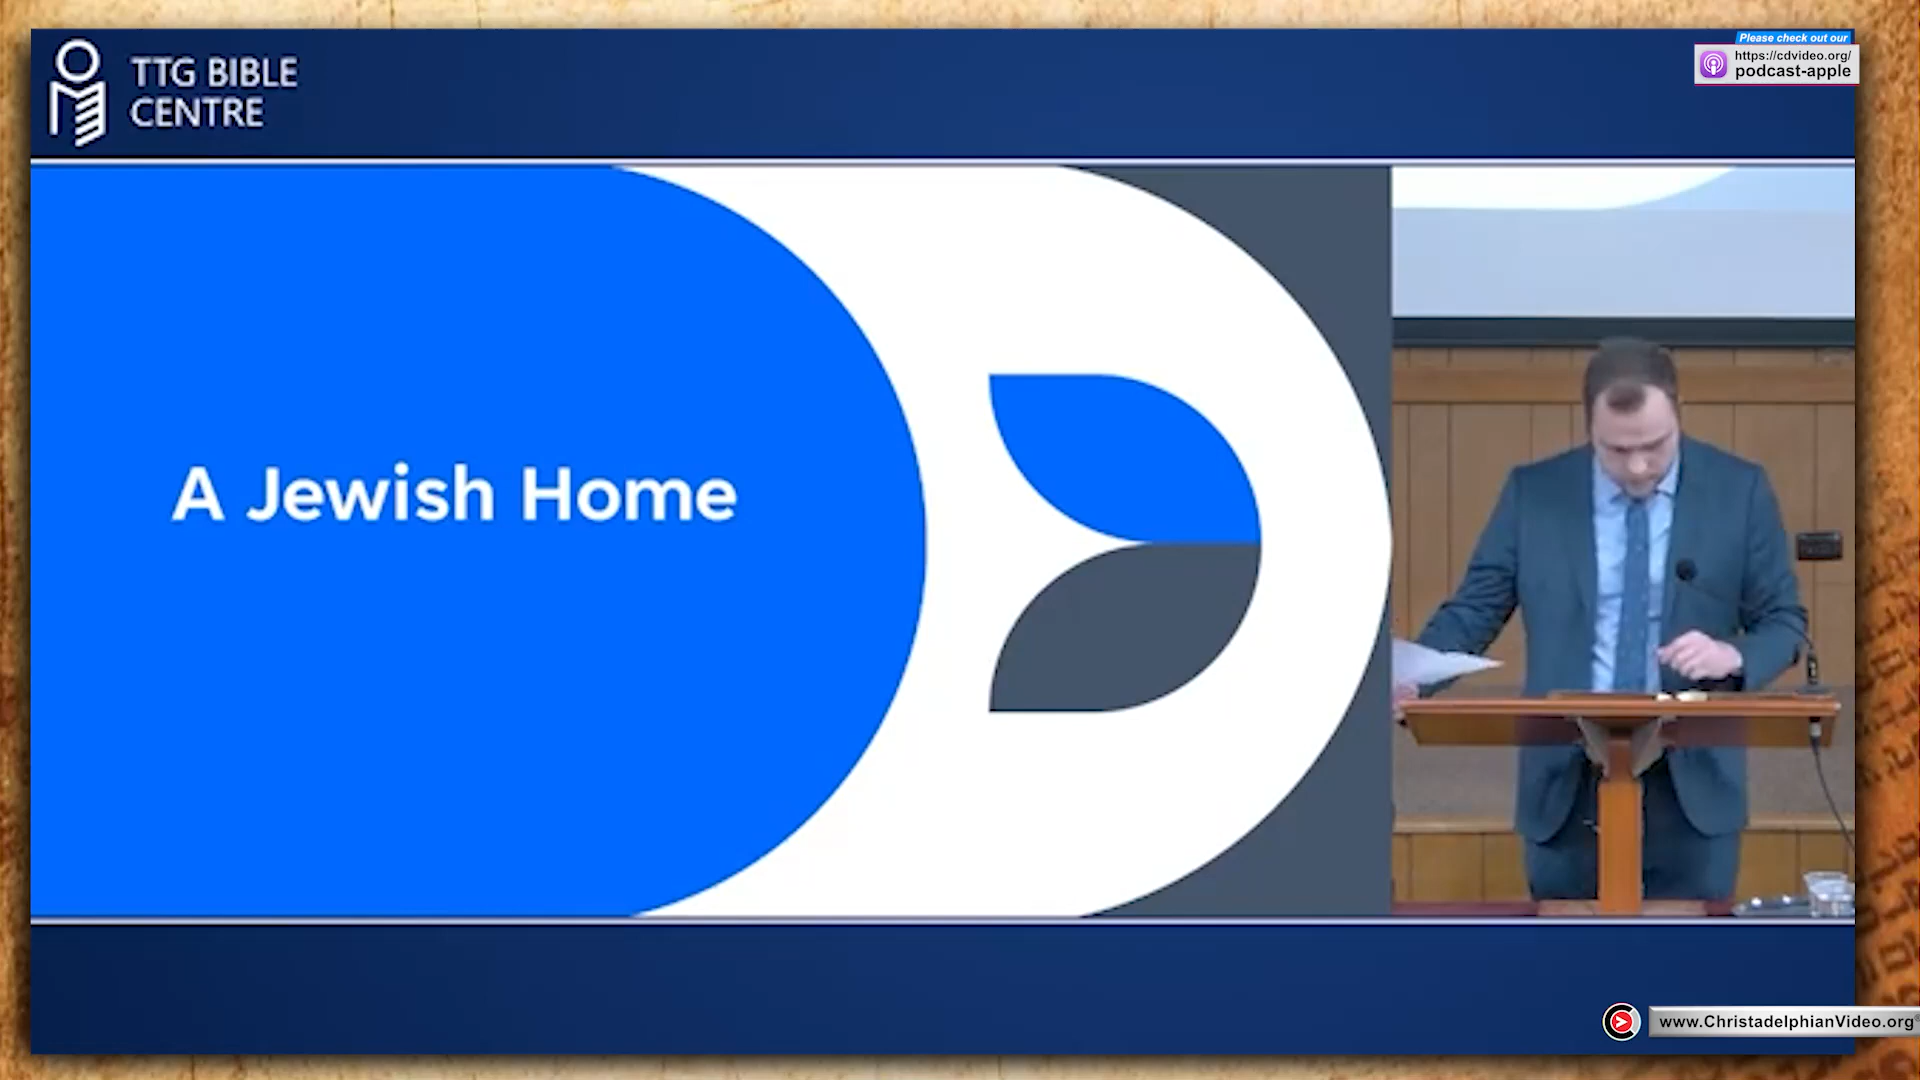 TTG BIBLE
CENTRE
Please check out our
https://cdvideo.org/
podcast-apple
A Jewish Home
www.ChristadelphianVideo.org